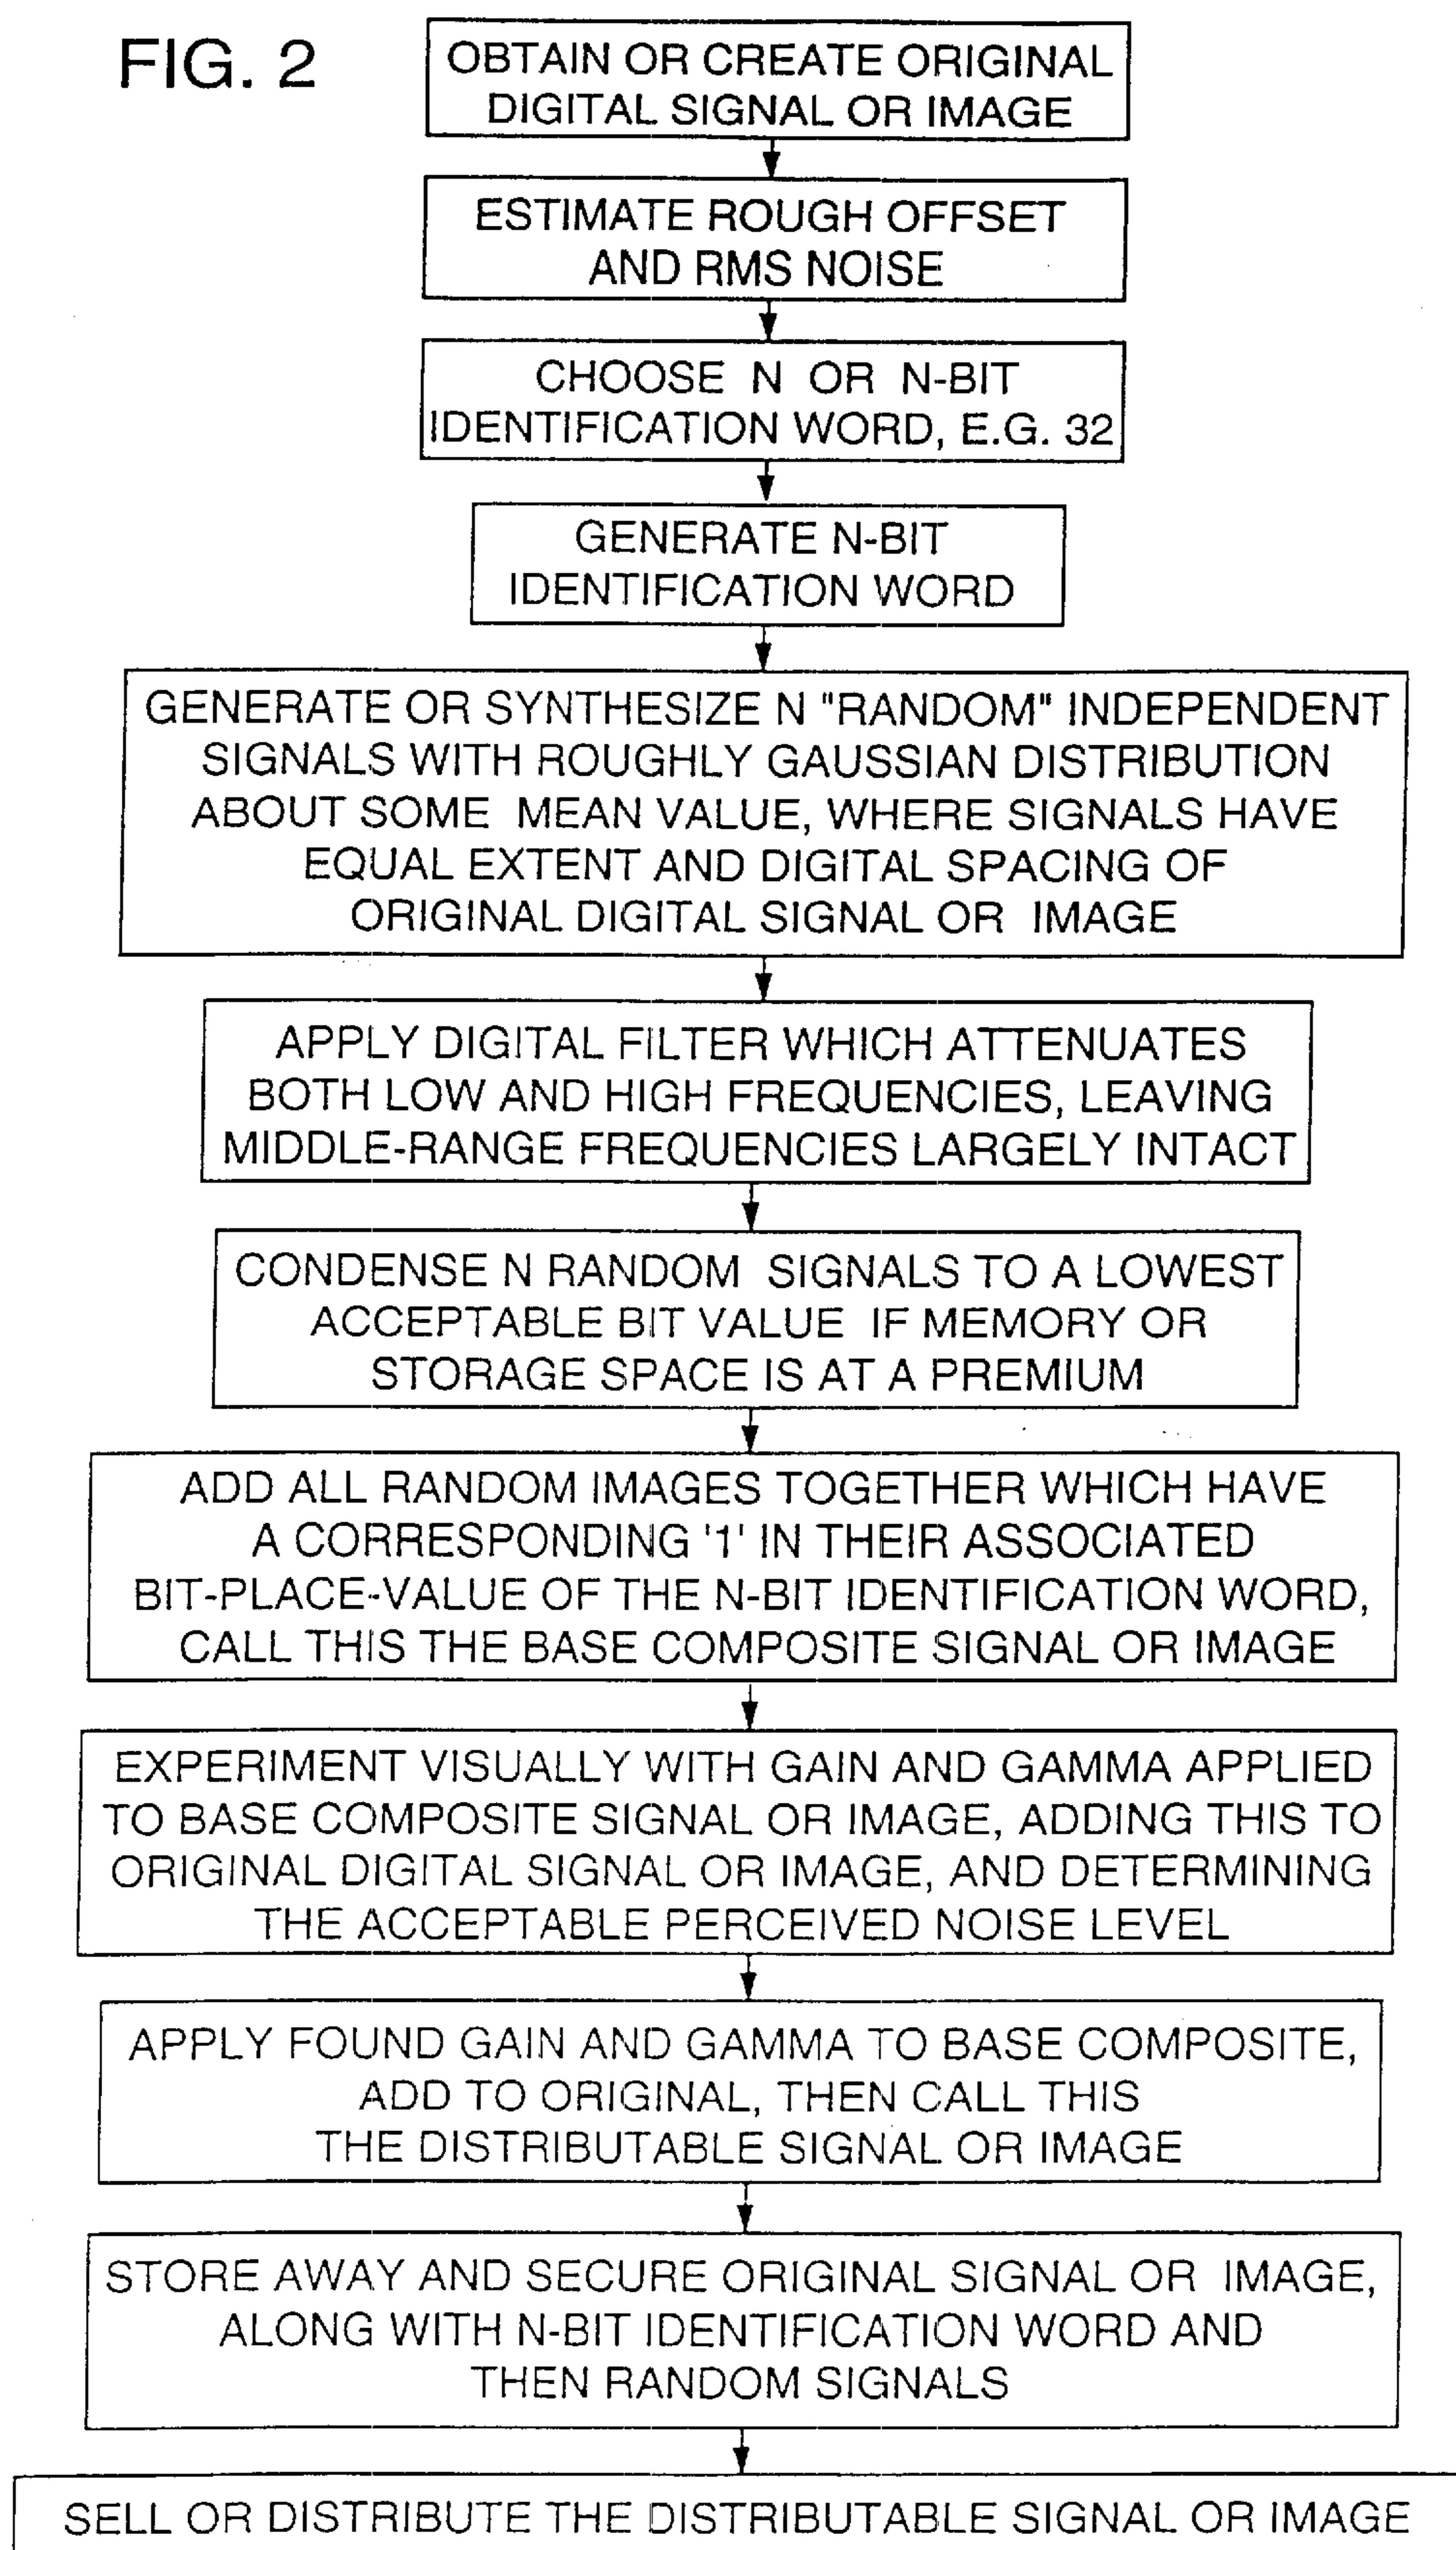 FIG. 2
OBTAIN OR CREATE ORIGINAL
DIGITAL SIGNAL OR IMAGE
ESTIMATE ROUGH OFFSET
AND RMS NOISE
CHOOSE N OR N-BIT
IDENTIFICATION WORD, E.G. 32
GENERATE N-BIT
IDENTIFICATION WORD
GENERATE OR SYNTHESIZE N "RANDOM" INDEPENDENT
SIGNALS WITH ROUGHLY GAUSSIAN DISTRIBUTION
ABOUT SOME MEAN VALUE, WHERE SIGNALS HAVE
EQUAL EXTENT AND DIGITAL SPACING OF
ORIGINAL DIGITAL SIGNAL OR IMAGE
APPLY DIGITAL FILTER WHICH ATTENUATES
BOTH LOW AND HIGH FREQUENCIES, LEAVING
MIDDLE-RANGE FREQUENCIES LARGELY INTACT
CONDENSE N RANDOM SIGNALS TO A LOWEST
ACCEPTABLE BIT VALUE IF MEMORY OR
STORAGE SPACE IS AT A PREMIUM
ADD ALL RANDOM IMAGES TOGETHER WHICH HAVE
A CORRESPONDING '1' IN THEIR ASSOCIATED
BIT-PLACE-VALUE OF THE N-BIT IDENTIFICATION WORD,
CALL THIS THE BASE COMPOSITE SIGNAL OR IMAGE
EXPERIMENT VISUALLY WITH GAIN AND GAMMA APPLIED
TO BASE COMPOSITE SIGNAL OR IMAGE, ADDING THIS TO
ORIGINAL DIGITAL SIGNAL OR IMAGE, AND DETERMINING
THE ACCEPTABLE PERCEIVED NOISE LEVEL
APPLY FOUND GAIN AND GAMMA TO BASE COMPOSITE,
ADD TO ORIGINAL, THEN CALL THIS
THE DISTRIBUTABLE SIGNAL OR IMAGE
STORE AWAY AND SECURE ORIGINAL SIGNAL OR IMAGE,
ALONG WITH N-BIT IDENTIFICATION WORD AND
THEN RANDOM SIGNALS
SELL OR DISTRIBUTE THE DISTRIBUTABLE SIGNAL OR IMAGE